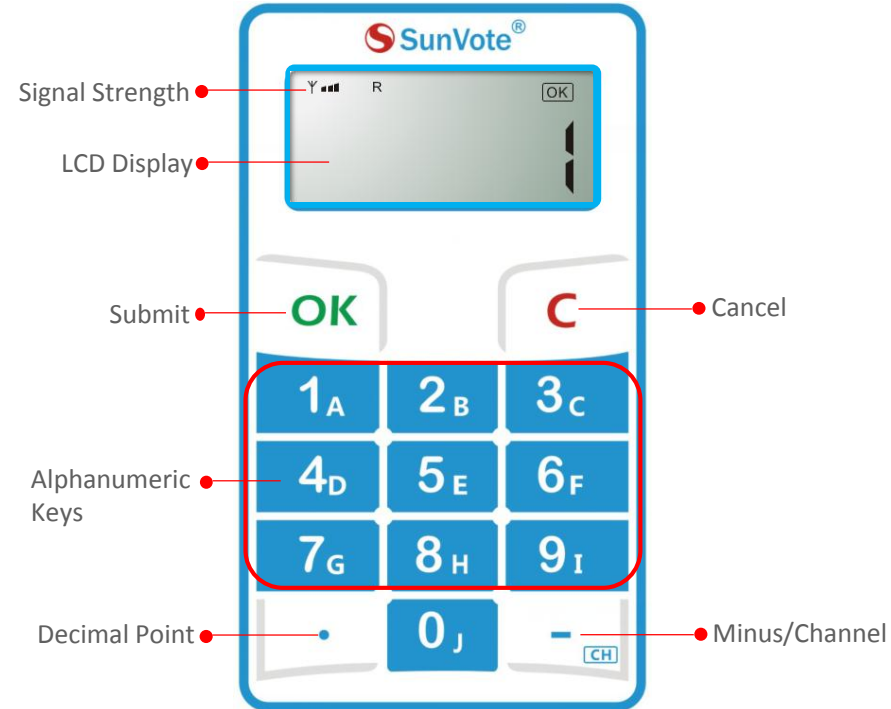 SunVote®
Signal Strength
R
OK
LCD Display
1
Submit
OK
C
Cancel
1A
2B
3C
Alphanumeric
Keys
4D
5E
6F
7G
8H
9I
Decimal Point
.
0J
-
CH
Minus/Channel